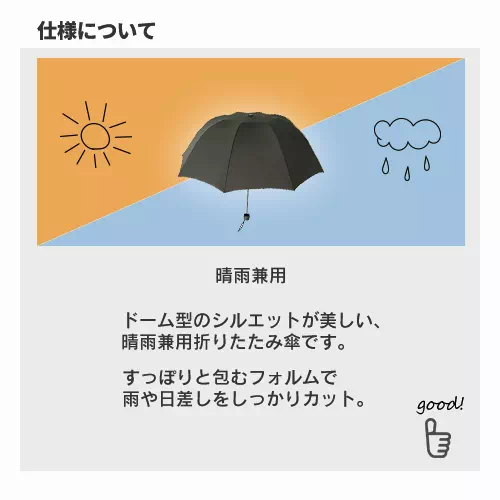 仕様について
晴雨兼用
ドーム型のシルエットが美しい、
晴雨兼用折りたたみ傘です。
すっぽりと包むフォルムで
雨や日差しをしっかりカット。
good!